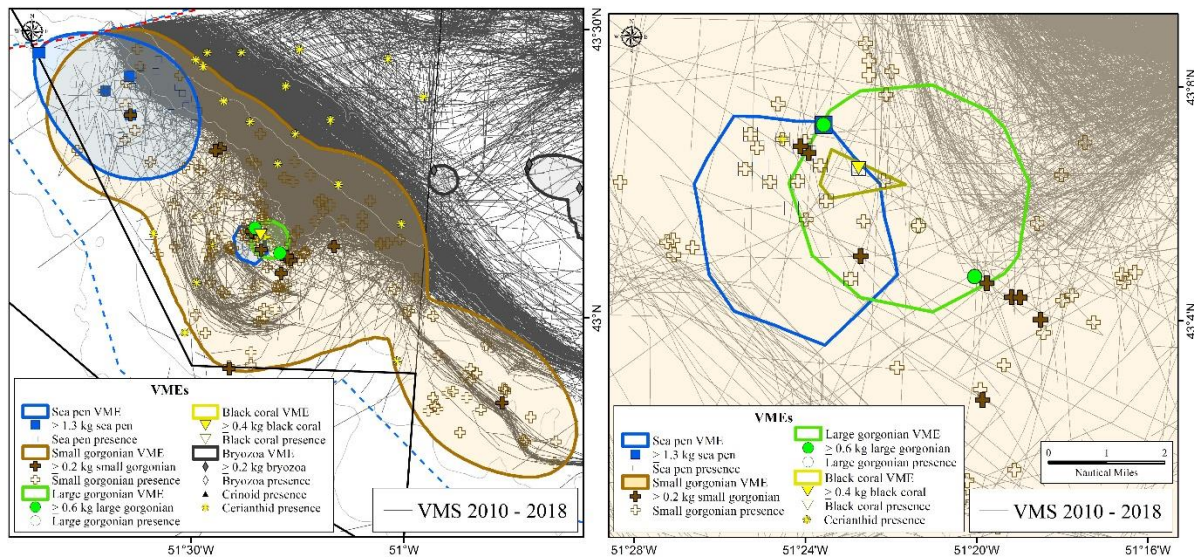 43°30'N
43°N
51°30'W
51°W
VMEs
Sea pen VME
> 1.3 kg sea pen
Sea pen presence
Small gorgonian VME
> 0.2 kg small gorgonian
Small gorgonian presence
Large gorgonian VME
≥ 0.6 kg large gorgonian
Large gorgonian presence
Black coral VME
≥ 0.4 kg black coral
Black coral presence
Bryozoa VME
≥ 0.2 kg bryozoa
Bryozoa presence
Crinoid presence
Cerianthid presence
VMS 2010 - 2018
43°8'N
43°4'N
51°28'W
51°24'W
51°20'W
51°16'W
VMEs
Sea pen VME
> 1.3 kg sea pen
Sea pen presence
Small gorgonian VME
> 0.2 kg small gorgonian
Small gorgonian presence
Large gorgonian VME
≥ 0.6 kg large gorgonian
Large gorgonian presence
Black coral VME
≥ 0.4 kg black coral
Black coral presence
Cerianthid presence
0 1 2
Nautical Miles
VMS 2010 - 2018